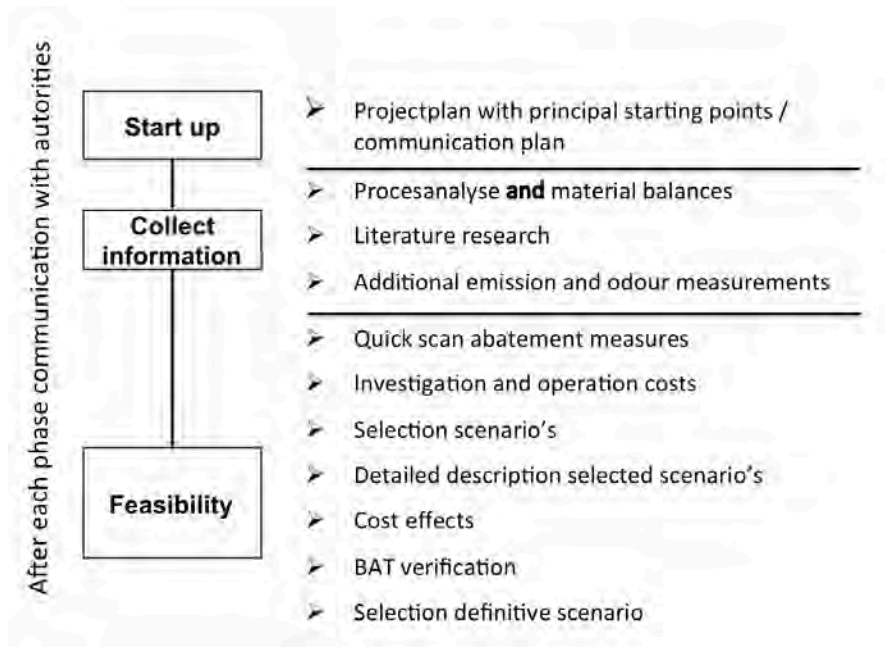 After each phase communication with autorities
Start up
Projectplan with principal starting points /
communication plan
Collect
information
Procesanalyse and material balances
Literature research
Additional emission and odour measurements
Feasibility
Quick scan abatement measures
Investigation and operation costs
Selection scenario's
Detailed description selected scenario's
Cost effects
BAT verification
Selection definitive scenario